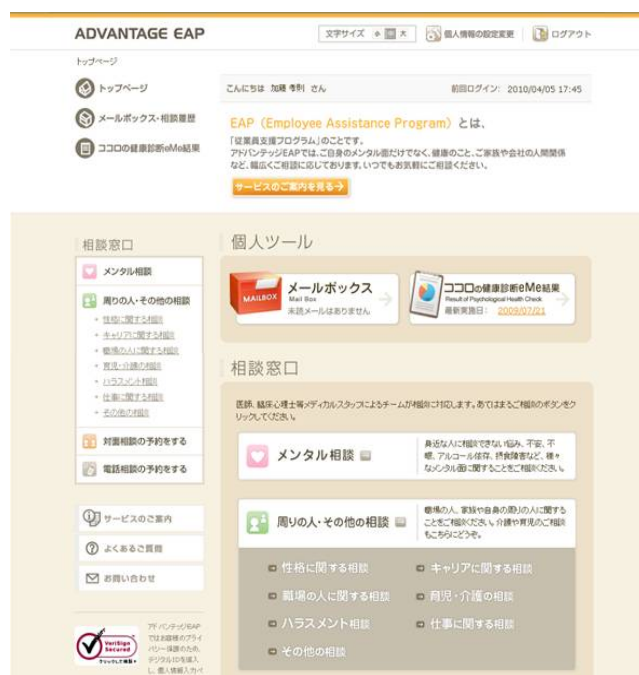 ADVANTAGE EAP
文字サイズ 小 中 大
個人情報の設定変更
ログアウト
トップページ
トップページ
メールボックス・相談履歴
ココロの健康診断eMe結果
こんにちは 加藤 孝則 さん
前回ログイン: 2010/04/05 17:45
EAP（Employee Assistance Program）とは、
「従業員支援プログラム」のことです。
アドバンテッジEAPでは、ご自身のメンタル面だけでなく、健康のこと、ご家族や会社の人間関係
など、幅広くご相談に応じております。いつでもお気軽にご相談ください。
サービスのご案内を見る→
相談窓口
メンタル相談
周りの人・その他の相談
性格に関する相談
キャリアに関する相談
職場の人に関する相談
育児・介護の相談
ハラスメント相談
仕事に関する相談
その他の相談
対面相談の予約をする
電話相談の予約をする
サービスのご案内
よくあるご質問
お問い合わせ
VeriSign
Secured
クリックして確認▶
アドバンテッジEAP
ではお客様のプライ
バシー保護のため、
デジタルIDを導入
し、個人情報入力ペ
個人ツール
MAILBOX
メールボックス
Mail Box
未読メールはありません
ココロの健康診断eMe結果
Result of Psychological Health Check
最新実施日: 2009/07/21
相談窓口
医師、臨床心理士等メディカルスタッフによるチームが相談に対応します。あてはまるご相談のボタンをク
リックしてください。
メンタル相談
身近な人に相談できない悩み、不安、不
眠、アルコール依存、摂食障害など、様々
なメンタル面に関することをご相談ください。
周りの人・その他の相談
職場の人、家族や自身の周りの人に関する
ことをご相談ください。介護や育児のご相談
もこちらにどうぞ。
性格に関する相談
キャリアに関する相談
職場の人に関する相談
育児・介護の相談
ハラスメント相談
仕事に関する相談
その他の相談